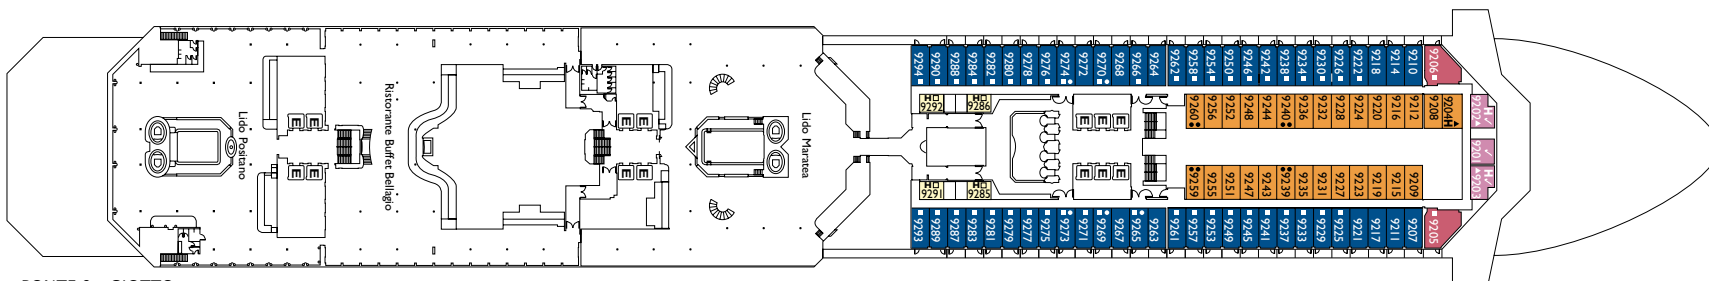 9294 9290 9288 9284 9282 9280 9278 9276 9274 9272 9270 9268 9266 9264 9262 9258 9254 9250 9246 9242 9238 9234 9230 9226 9222 9218 9214 9210 9206
H 9292 H 9286 9260 9256 9252 9248 9244 9240 9236 9232 9228 9224 9220 9216 9212 9208 9204H 9202 H
Lido Positano
E E
Ristorante Buffet Bellagio
E E
Lido Maratea
E E E
9201
E E
E E
E E E
H 9291 H 9285 9259 9255 9251 9247 9243 9239 9235 9231 9227 9223 9219 9215 9209 9203 H
9293 9289 9287 9283 9281 9279 9277 9275 9273 9271 9269 9267 9265 9263 9261 9257 9253 9249 9245 9241 9237 9233 9229 9225 9221 9217 9211 9207 9205